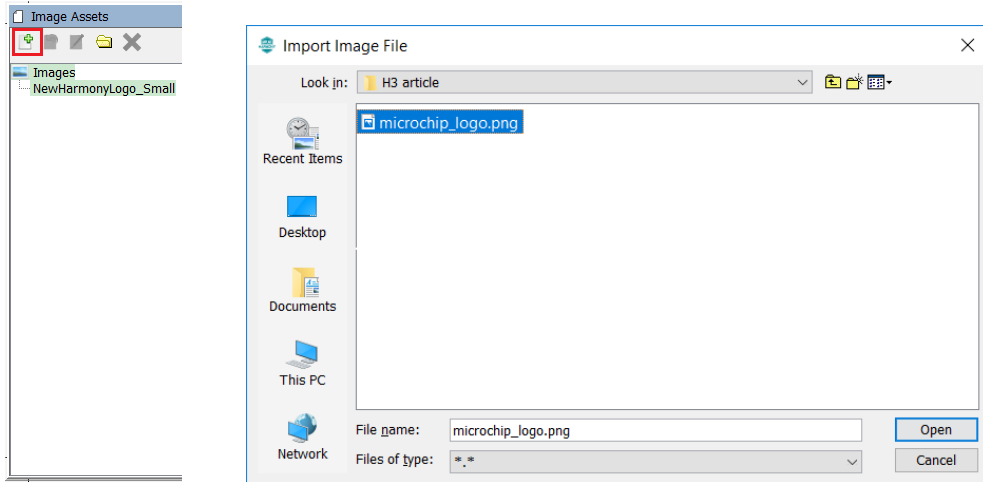 Image Assets
Images
NewHarmonyLogo_Small
Import Image File
Look in:
H3 article
microchip_logo.png
Recent Items
Desktop
Documents
This PC
Network
File name:
microchip_logo.png
Open
Files of type:
*.*
Cancel